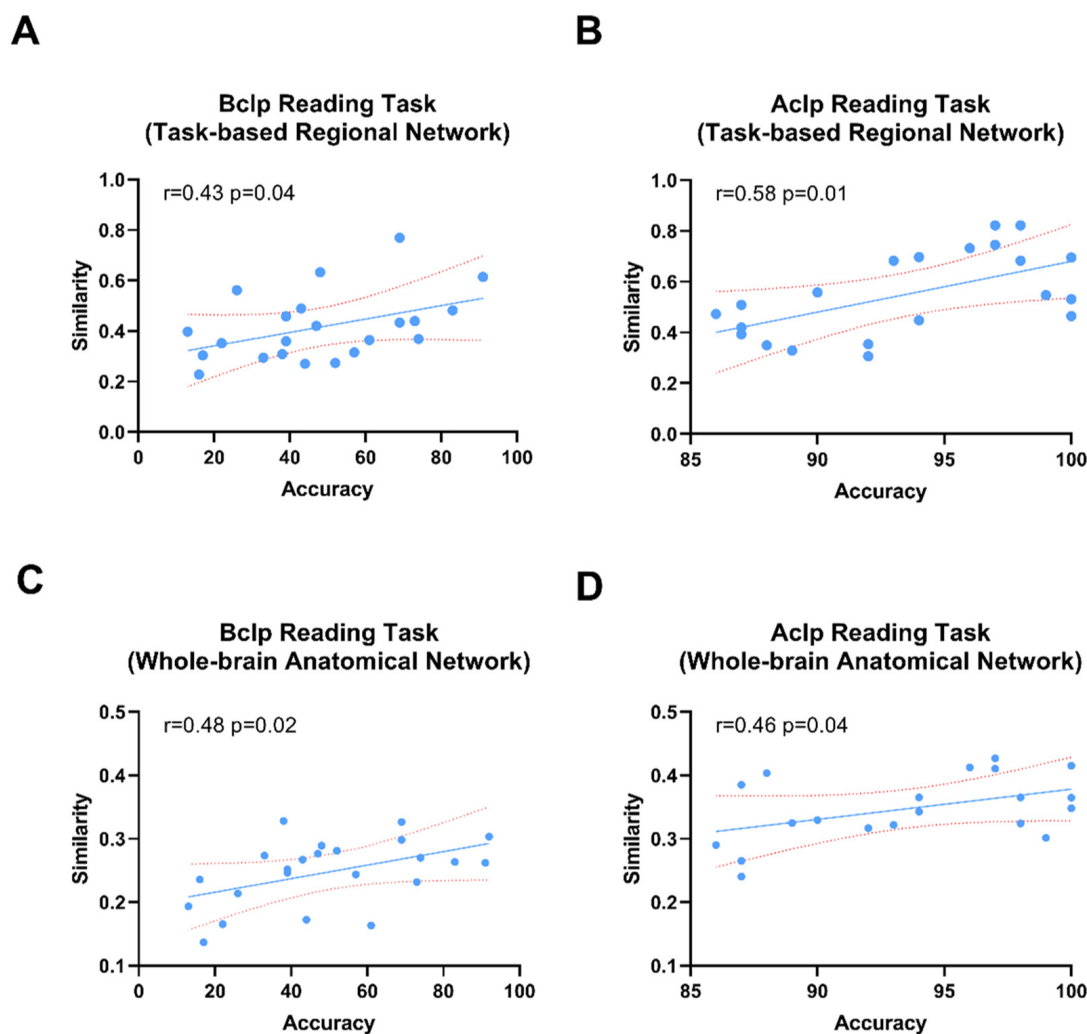 A
Bclp Reading Task
(Task-based Regional Network)
r=0.43 p=0.04
1.0
0.8
0.6
0.4
0.2
0.0
Similarity
0 20 40 60 80 100
Accuracy
B
Aclp Reading Task
(Task-based Regional Network)
r=0.58 p=0.01
1.0
0.8
0.6
0.4
0.2
0.0
Similarity
85 90 95 100
Accuracy
C
Bclp Reading Task
(Whole-brain Anatomical Network)
r=0.48 p=0.02
0.5
0.4
0.3
0.2
0.1
Similarity
0 20 40 60 80 100
Accuracy
D
Aclp Reading Task
(Whole-brain Anatomical Network)
r=0.46 p=0.04
0.5
0.4
0.3
0.2
0.1
Similarity
85 90 95 100
Accuracy